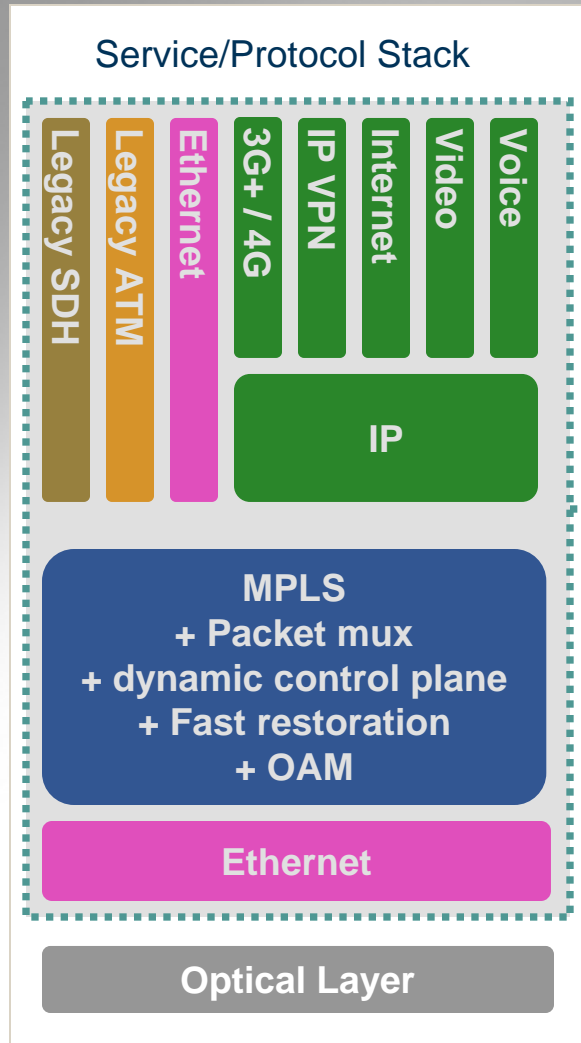 Service/Protocol Stack
Legacy SDH
Legacy ATM
Ethernet
3G+ / 4G
IP VPN
Internet
Video
Voice
IP
MPLS
+ Packet mux
+ dynamic control plane
+ Fast restoration
+ OAM
Ethernet
Optical Layer